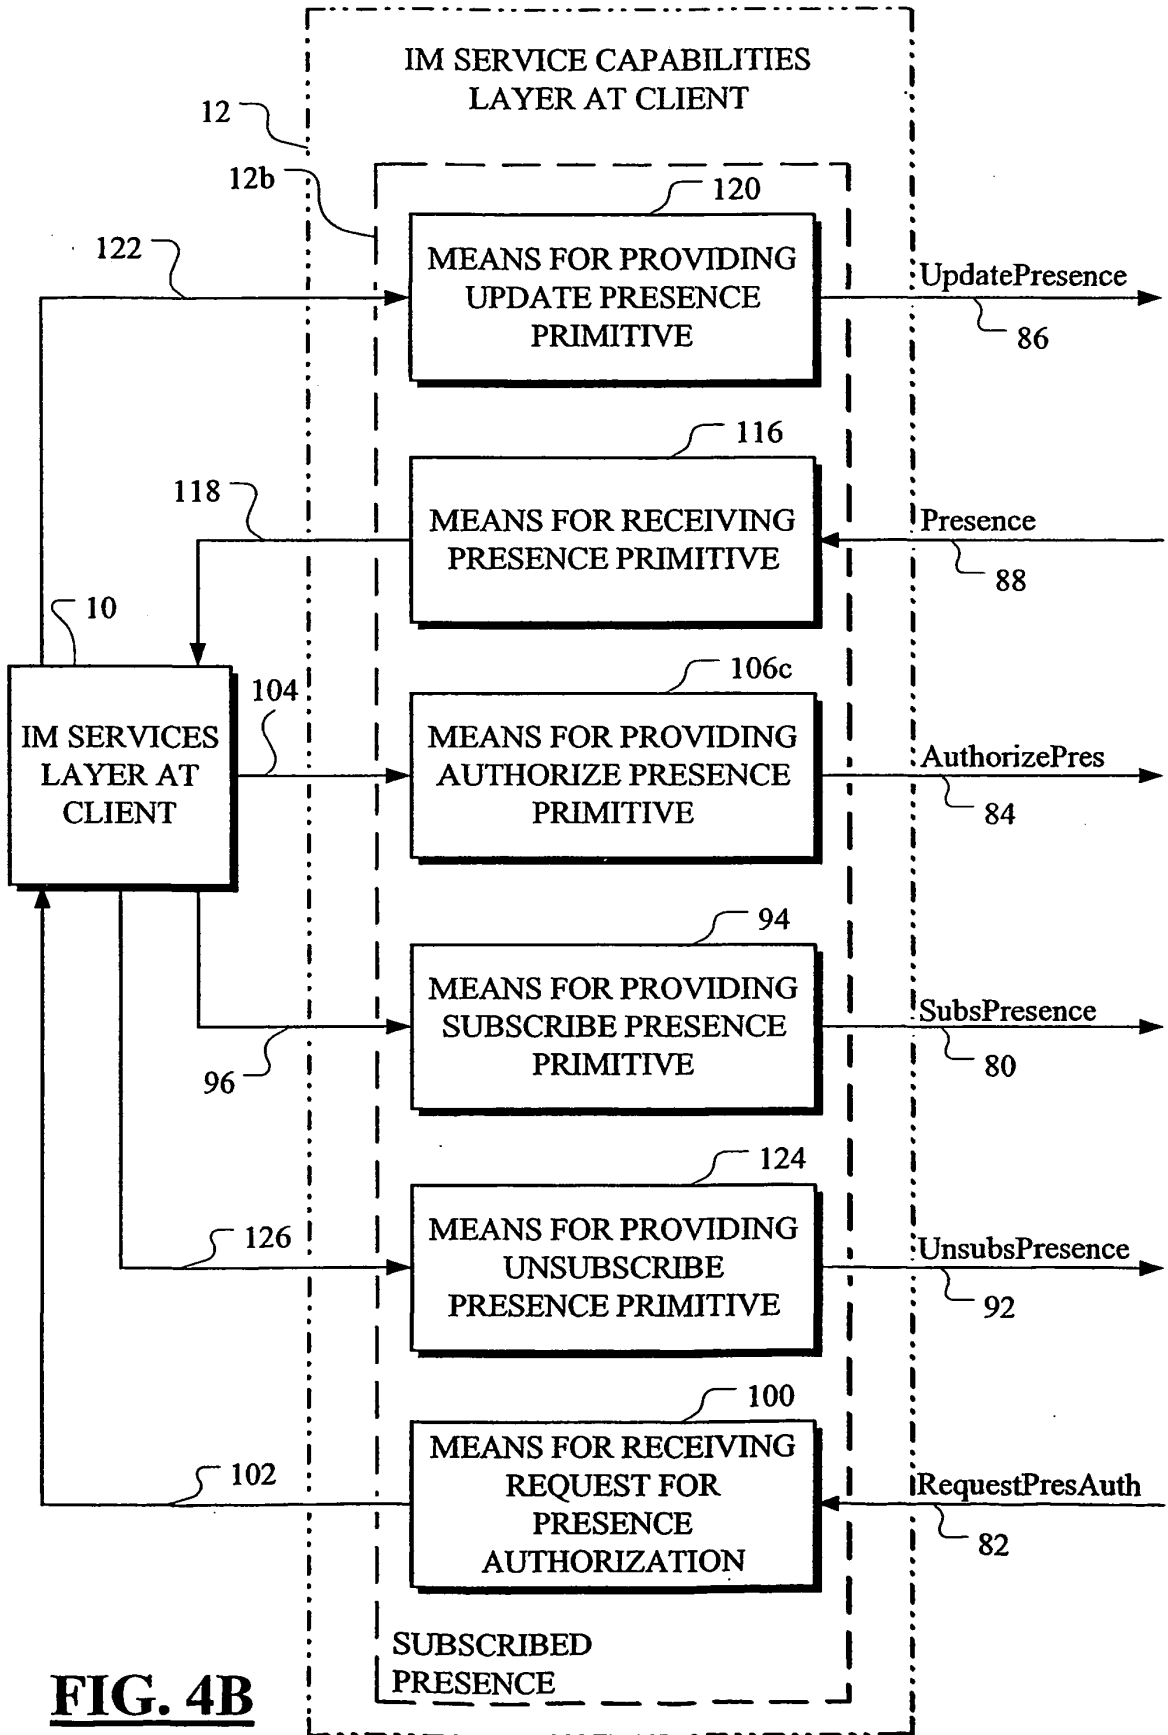 IM SERVICE CAPABILITIES
LAYER AT CLIENT
12
12b
120
122
MEANS FOR PROVIDING
UPDATE PRESENCE
PRIMITIVE
UpdatePresence
86
116
118
MEANS FOR RECEIVING
PRESENCE PRIMITIVE
Presence
88
10
104
106c
IM SERVICES
LAYER AT
CLIENT
MEANS FOR PROVIDING
AUTHORIZE PRESENCE
PRIMITIVE
AuthorizePres
84
94
MEANS FOR PROVIDING
SUBSCRIBE PRESENCE
PRIMITIVE
SubsPresence
80
96
124
126
MEANS FOR PROVIDING
UNSUBSCRIBE
PRESENCE PRIMITIVE
UnsubsPresence
92
100
102
MEANS FOR RECEIVING
REQUEST FOR
PRESENCE
AUTHORIZATION
RequestPresAuth
82
SUBSCRIBED
PRESENCE
FIG. 4B